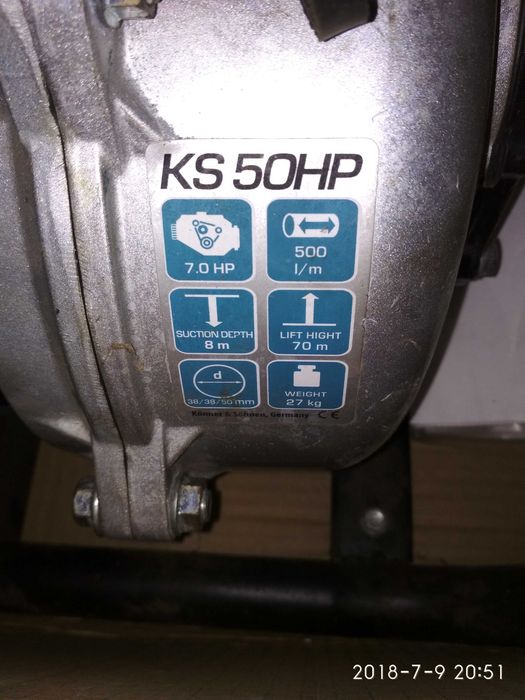 KS 50HP
7.0 HP
500
l/m
SUCTION DEPTH
8 m
LIFT HIGHT
70 m
d
38/38/50 mm
WEIGHT
27 kg
Könner & Söhnen, Germany CE
2018-7-9 20:51